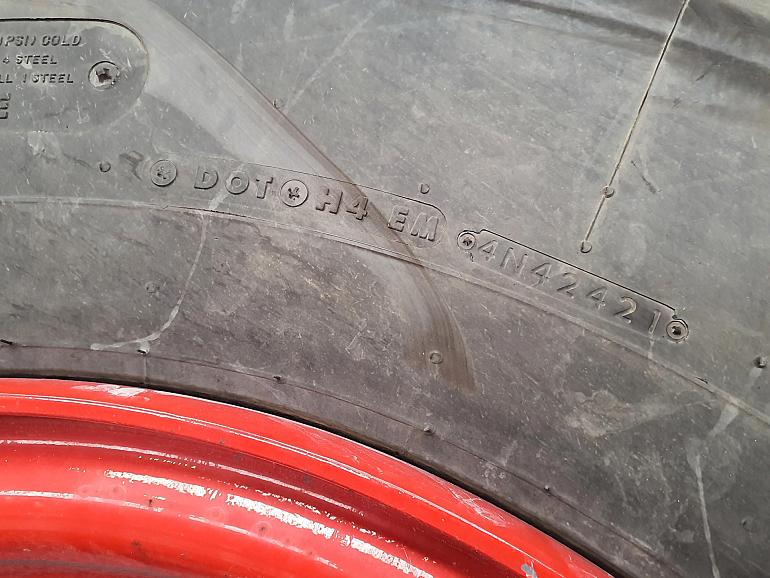 (PSI) COLD
4 STEEL
1 STEEL
DOT H4 EM 4N42421